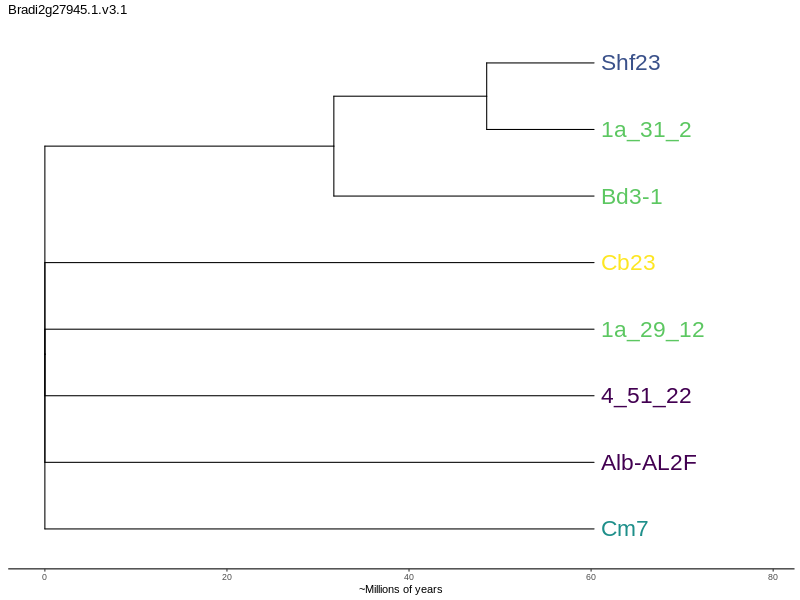 Bradi2g27945.1.v3.1
Shf23
1a_31_2
Bd3-1
Cb23
1a_29_12
4_51_22
Alb-AL2F
Cm7
0 20 40 60 80
~Millions of years